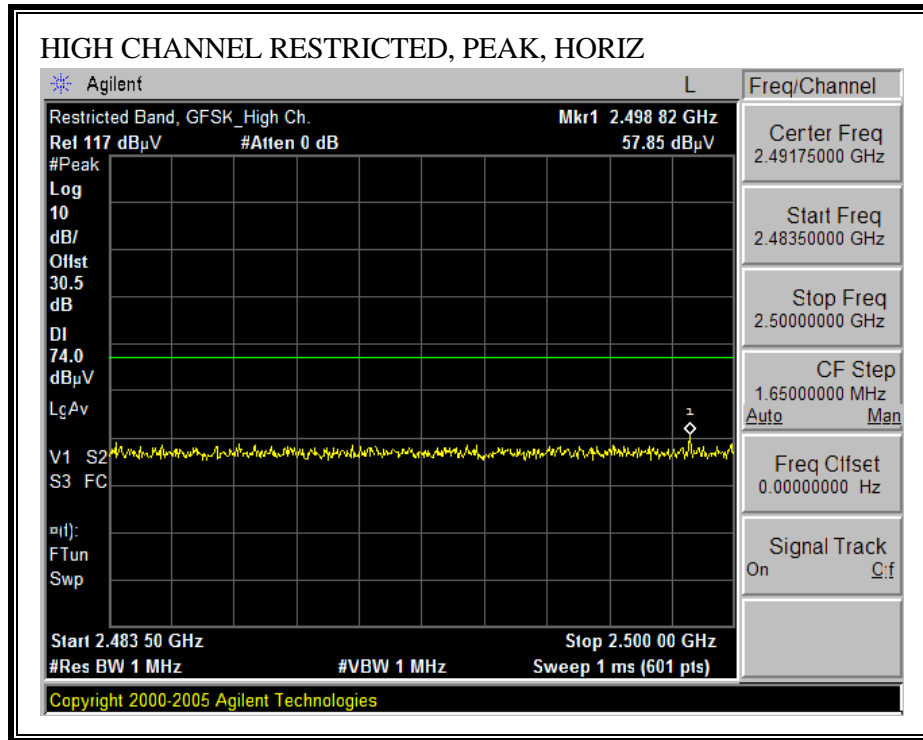 HIGH CHANNEL RESTRICTED, PEAK, HORIZ
Agilent L
Restricted Band, GFSK_High Ch. Mkr1 2.498 82 GHz
Ref 117 dBµV #Atten 0 dB 57.85 dBµV
#Peak
Log
10
dB/
Offst
30.5
dB
DI
74.0
dBµV
LgAv
1
V1 S2
S3 FC
¤(f):
FTun
Swp
Start 2.483 50 GHz Stop 2.500 00 GHz
#Res BW 1 MHz #VBW 1 MHz Sweep 1 ms (601 pts)
Copyright 2000-2005 Agilent Technologies
Freq/Channel
Center Freq
2.49175000 GHz
Start Freq
2.48350000 GHz
Stop Freq
2.50000000 GHz
CF Step
1.65000000 MHz
Auto Man
Freq Offset
0.00000000 Hz
Signal Track
On Off